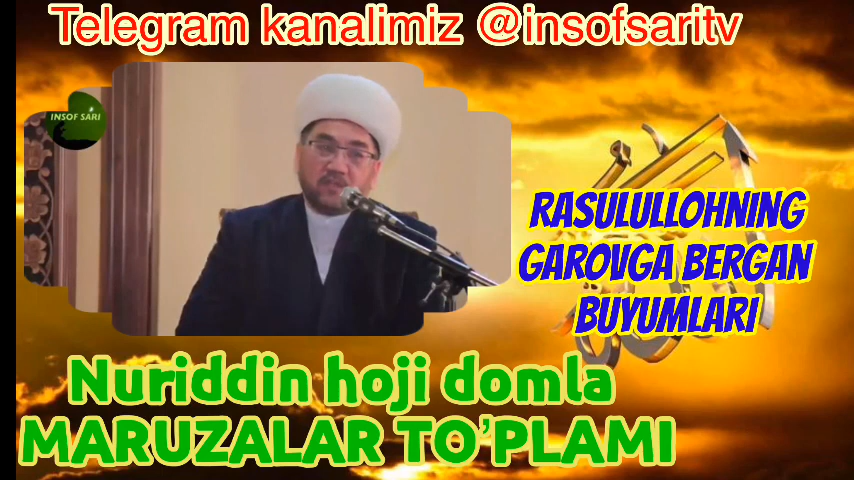 Telegram kanalimiz @insofsaritv
INSOF SARI
RASULULLOHNING
GAROVGA BERGAN
BUYUMLARI
Nuriddin hoji domla
MARUZALAR TO’PLAMI